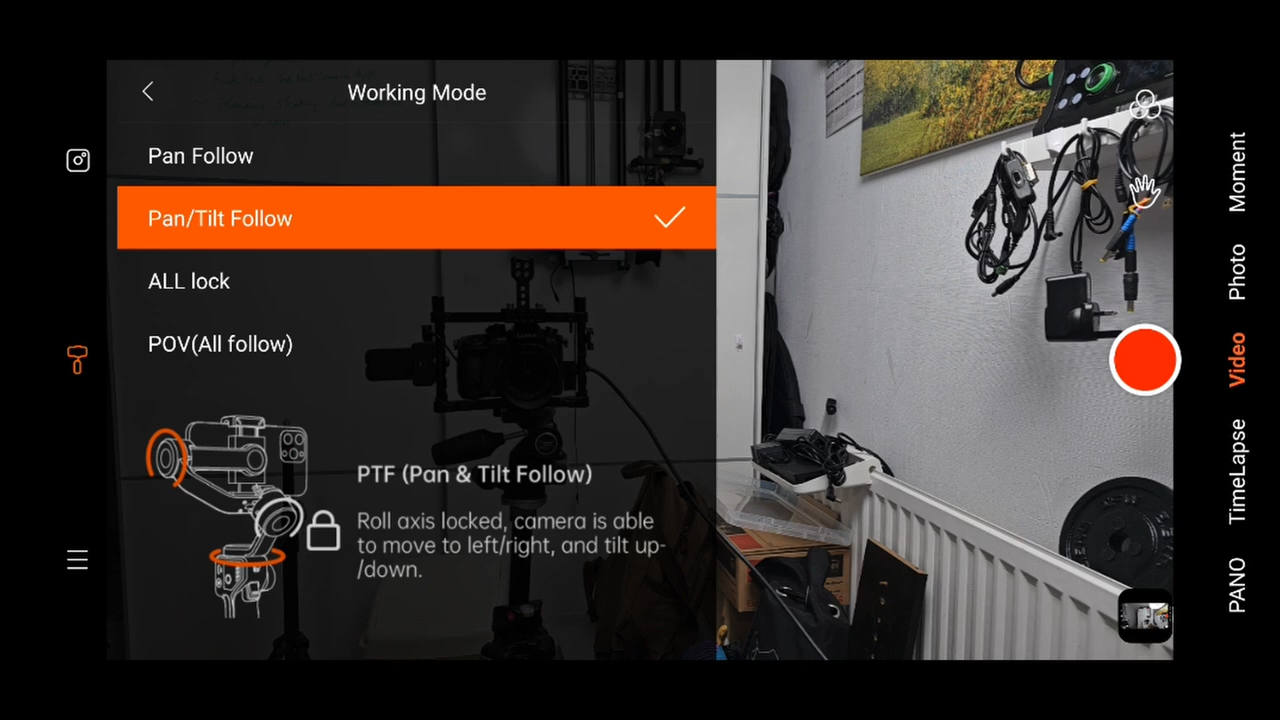 Working Mode
Pan Follow
Pan/Tilt Follow
ALL lock
POV(All follow)
PTF (Pan & Tilt Follow)
Roll axis locked, camera is able
to move to left/right, and tilt up-
/down.
Moment
Photo
Video
TimeLapse
PANO